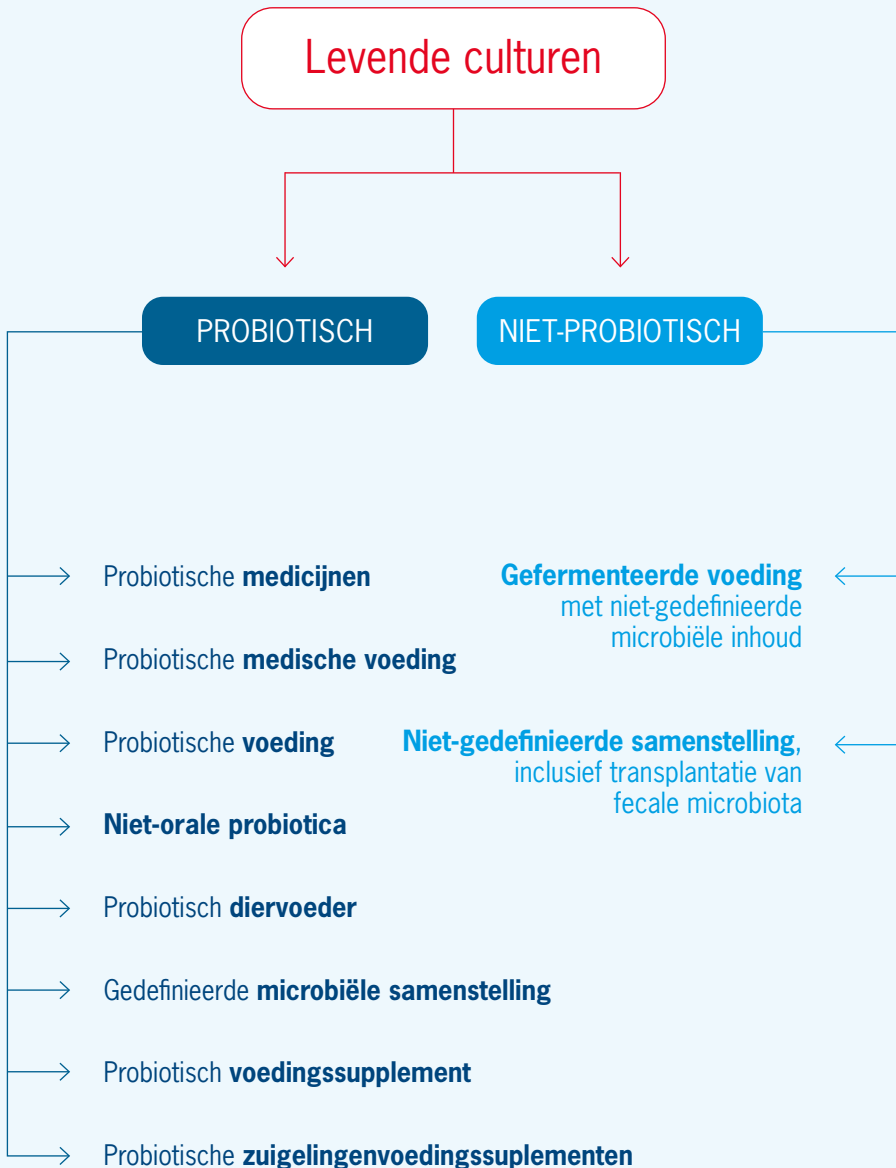 Levende culturen
PROBIOTISCH
NIET-PROBIOTISCH
Probiotische medicijnen
Probiotische medische voeding
Probiotische voeding
Niet-orale probiotica
Probiotisch diervoeder
Gedefinieerde microbiële samenstelling
Probiotisch voedingssupplement
Probiotische zuigelingenvoedingssuplementen
Gefermenteerde voeding
met niet-gedefinieerde
microbiële inhoud
Niet-gedefinieerde samenstelling,
inclusief transplantatie van
fecale microbiota